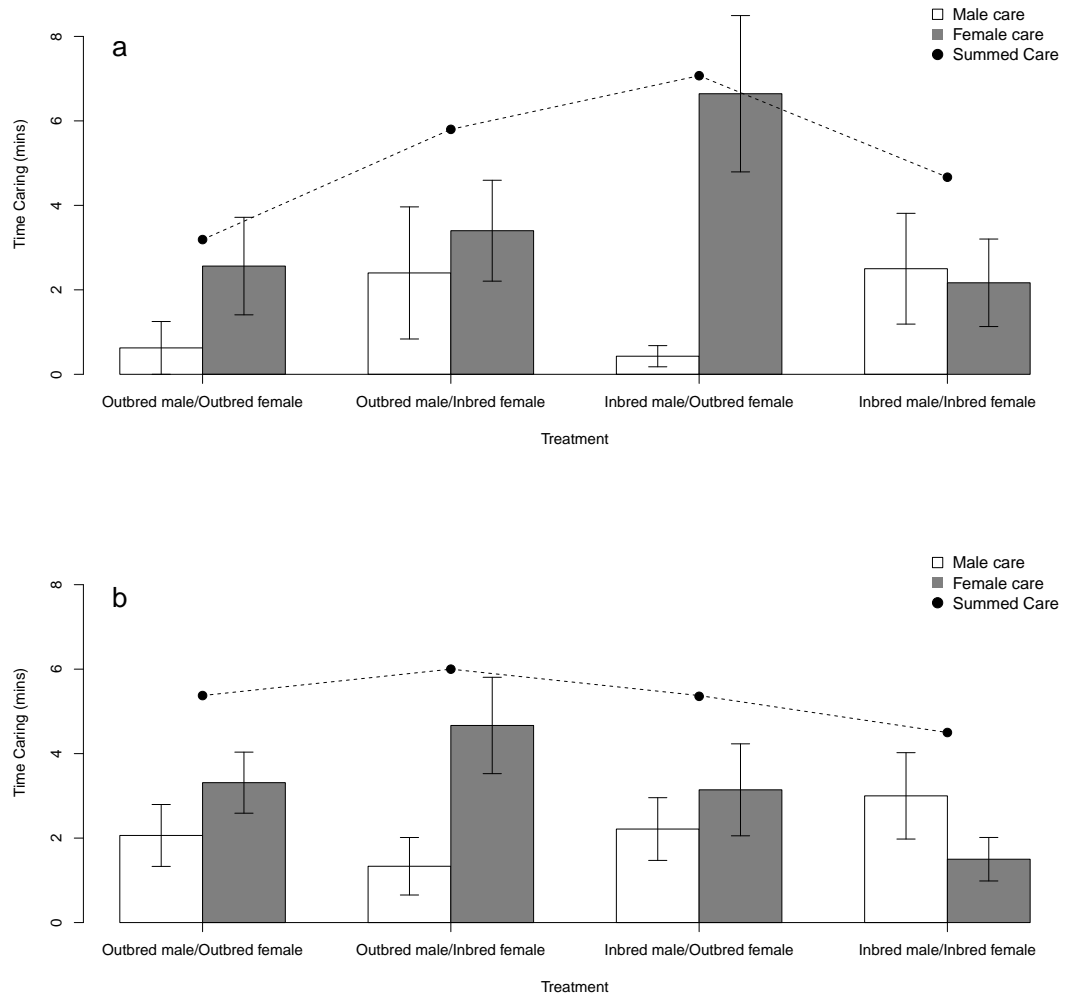 a
Male care
Female care
Summed Care
Time Caring (mins)
8
6
4
2
0
Outbred male/Outbred female
Outbred male/Inbred female
Inbred male/Outbred female
Inbred male/Inbred female
Treatment
b
Male care
Female care
Summed Care
Time Caring (mins)
8
6
4
2
0
Outbred male/Outbred female
Outbred male/Inbred female
Inbred male/Outbred female
Inbred male/Inbred female
Treatment